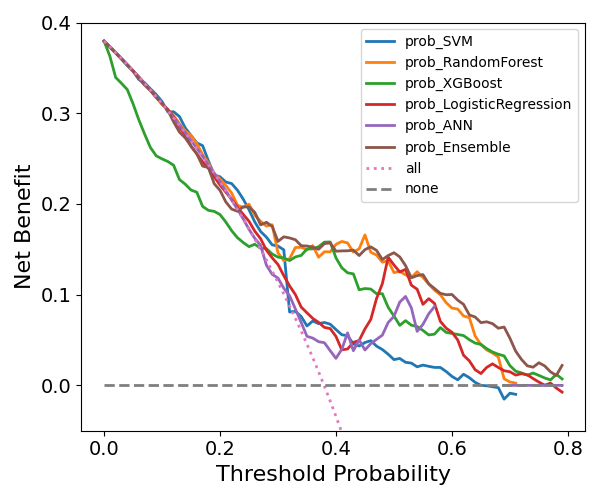 0.4
0.3
0.2
0.1
0.0
Net Benefit
prob_SVM
prob_RandomForest
prob_XGBoost
prob_LogisticRegression
prob_ANN
prob_Ensemble
all
none
0.0 0.2 0.4 0.6 0.8
Threshold Probability